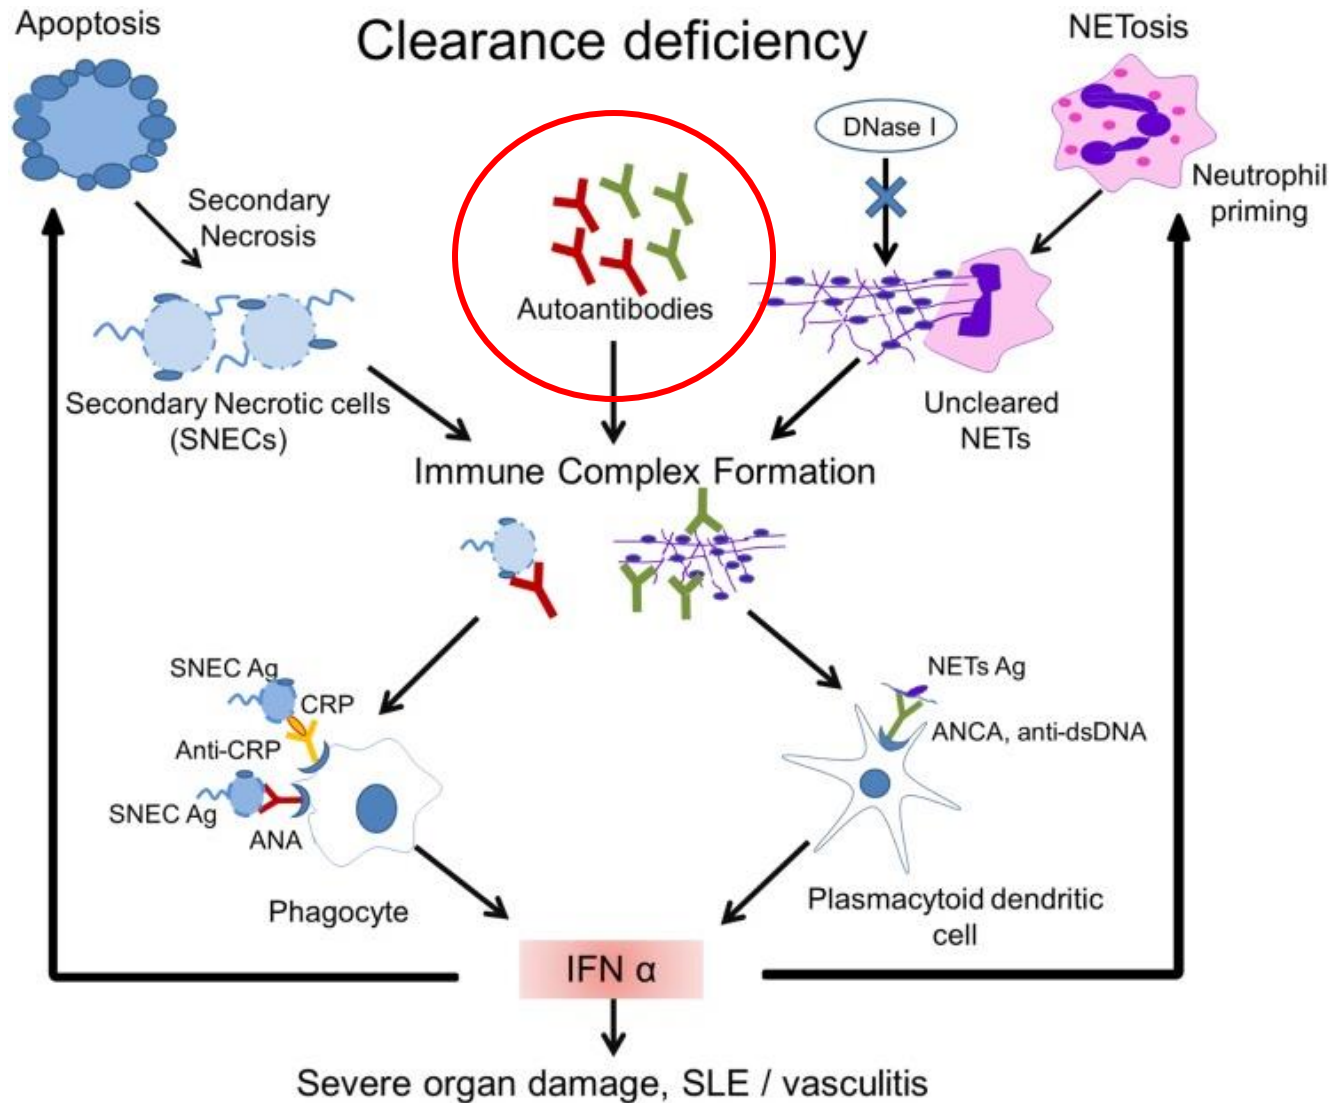 Apoptosis
Clearance deficiency
NETosis
DNase I
Secondary
Necrosis
Neutrophil
priming
Autoantibodies
Secondary Necrotic cells
(SNECs)
Uncleared
NETs
Immune Complex Formation
SNEC Ag
CRP
Anti-CRP
SNEC Ag
ANA
NETs Ag
ANCA, anti-dsDNA
Phagocyte
Plasmacytoid dendritic
cell
IFN α
Severe organ damage, SLE / vasculitis